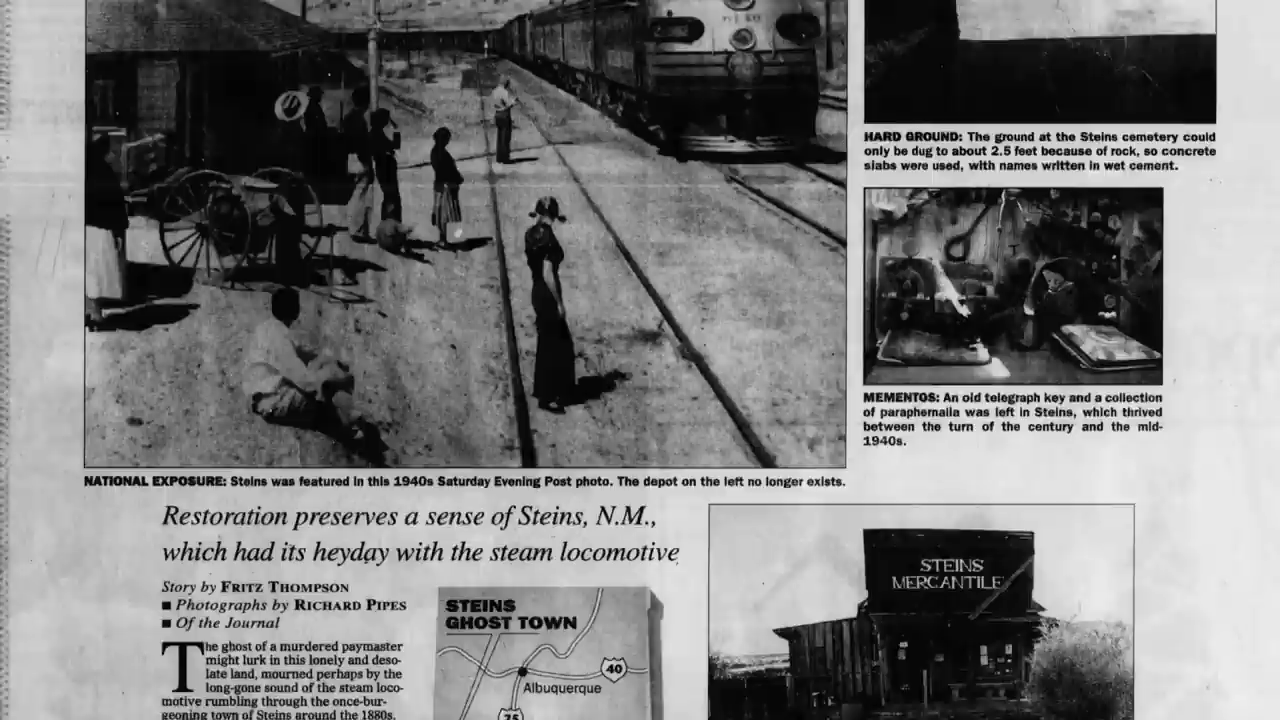 HARD GROUND: The ground at the Steins cemetery could
only be dug to about 2.5 feet because of rock, so concrete
slabs were used, with names written in wet cement.
MEMENTOS: An old telegraph key and a collection
of paraphernalia was left in Steins, which thrived
between the turn of the century and the mid-
1940s.
NATIONAL EXPOSURE: Steins was featured in this 1940s Saturday Evening Post photo. The depot on the left no longer exists.
Restoration preserves a sense of Steins, N.M.,
which had its heyday with the steam locomotive
Story by FRITZ THOMPSON
■ Photographs by RICHARD PIPES
■ Of the Journal
The ghost of a murdered paymaster
might lurk in this lonely and deso-
late land, mourned perhaps by the
long-gone sound of the steam loco-
motive rumbling through the once-bur-
geoning town of Steins around the 1880s.
STEINS
GHOST TOWN
40
Albuquerque
25
STEINS
MERCANTILE